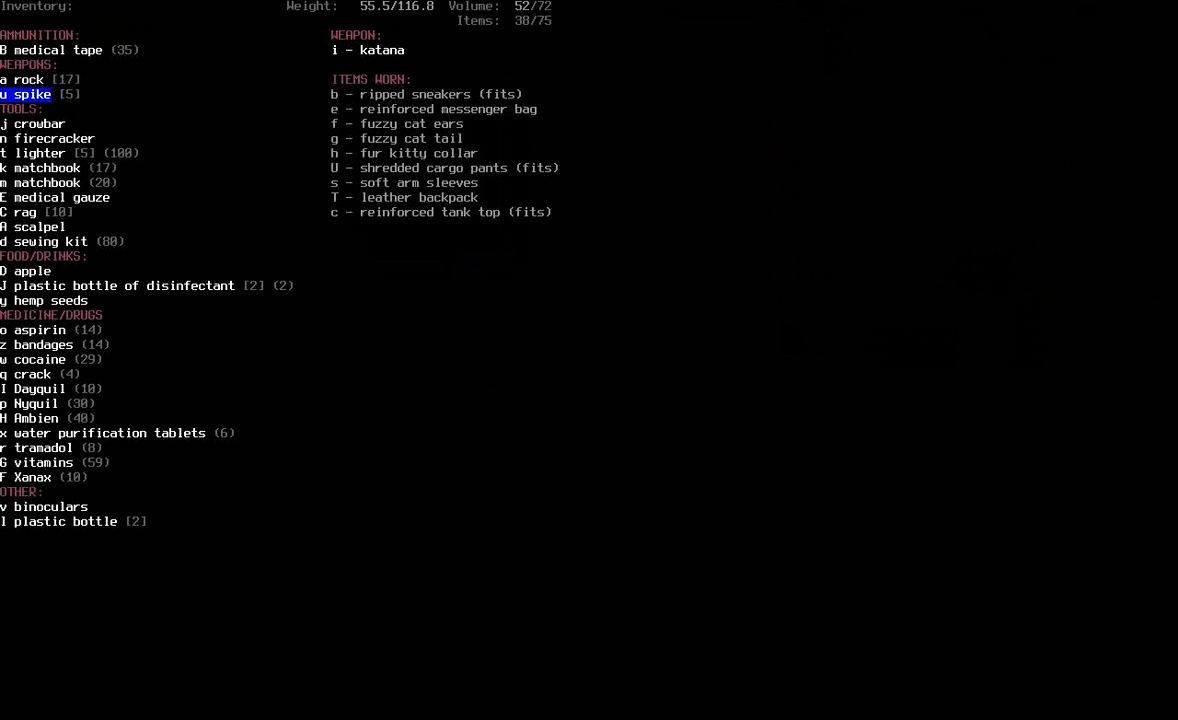 Inventory: Weight: 55.5/116.8 Volume: 52/72
Items: 38/75
AMMUNITION:
B medical tape (35)
WEAPONS:
a rock [17]
u spike [5]
TOOLS:
j crowbar
n firecracker
t lighter [5] (100)
k matchbook (17)
m matchbook (20)
E medical gauze
C rag [10]
A scalpel
d sewing kit (80)
FOOD/DRINKS:
D apple
J plastic bottle of disinfectant [2] (2)
y hemp seeds
MEDICINE/DRUGS
o aspirin (14)
z bandages (14)
w cocaine (29)
q crack (4)
I Dayquil (10)
p Nyquil (30)
H Ambien (40)
x water purification tablets (6)
r tramadol (8)
G vitamins (59)
F Xanax (10)
OTHER:
v binoculars
l plastic bottle [2]
WEAPON:
i - katana
ITEMS WORN:
b - ripped sneakers (fits)
e - reinforced messenger bag
f - fuzzy cat ears
g - fuzzy cat tail
h - fur kitty collar
U - shredded cargo pants (fits)
s - soft arm sleeves
T - leather backpack
c - reinforced tank top (fits)